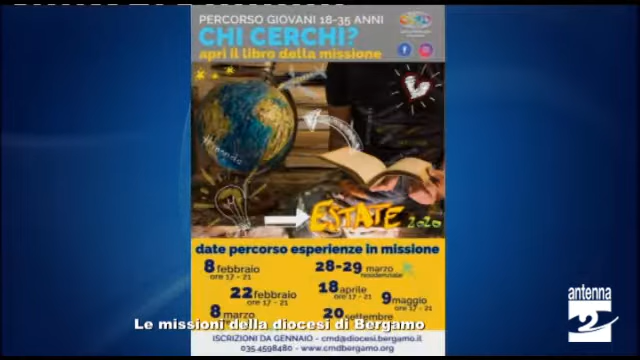 PERCORSO GIOVANI 18-35 ANNI
CHI CERCHI?
apri il libro della missione
#mondo
ESTATE 2020
date percorso esperienze in missione
8 febbraio
ore 17 - 21
22 febbraio
ore 17 - 21
8 marzo
28-29 marzo
residenziale
18 aprile
ore 17 - 21
9 maggio
ore 17 - 21
20 settembre
Le missioni della diocesi di Bergamo
ISCRIZIONI DA GENNAIO - cmd@diocesi.bergamo.it
035.4598480 - www.cmdbergamo.org
antenna
2